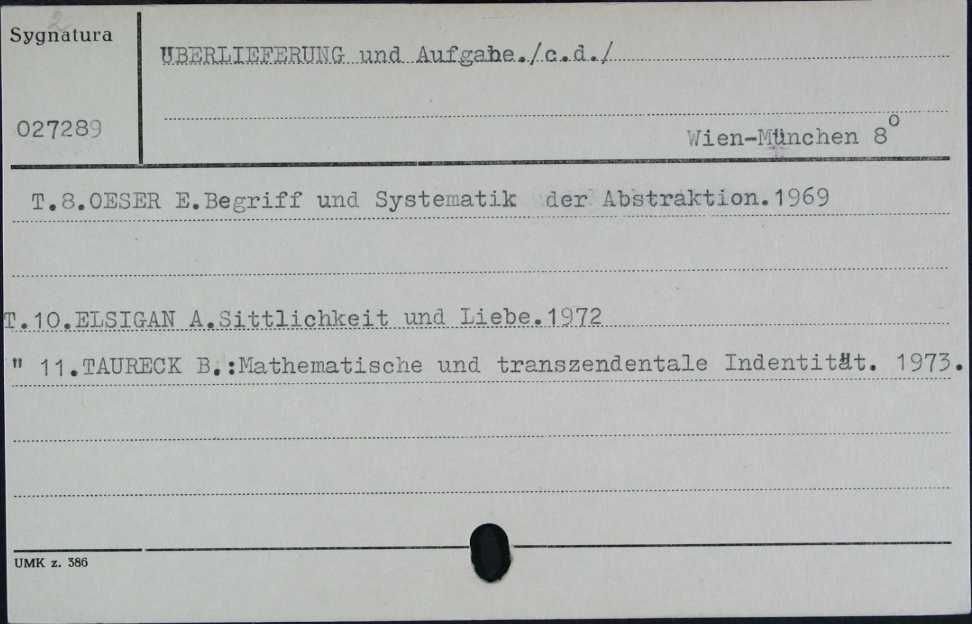 Sygnatura
ÜBERLIEFERUNG und Aufgabe./c.d./
027289
Wien-München 8°
T.8.OESER E.Begriff und Systematik der Abstraktion.1969
T.10.ELSIGAN A.Sittlichkeit und Liebe.1972
" 11.TAURECK B.:Mathematische und transzendentale Indentität. 1973.
UMK z. 386